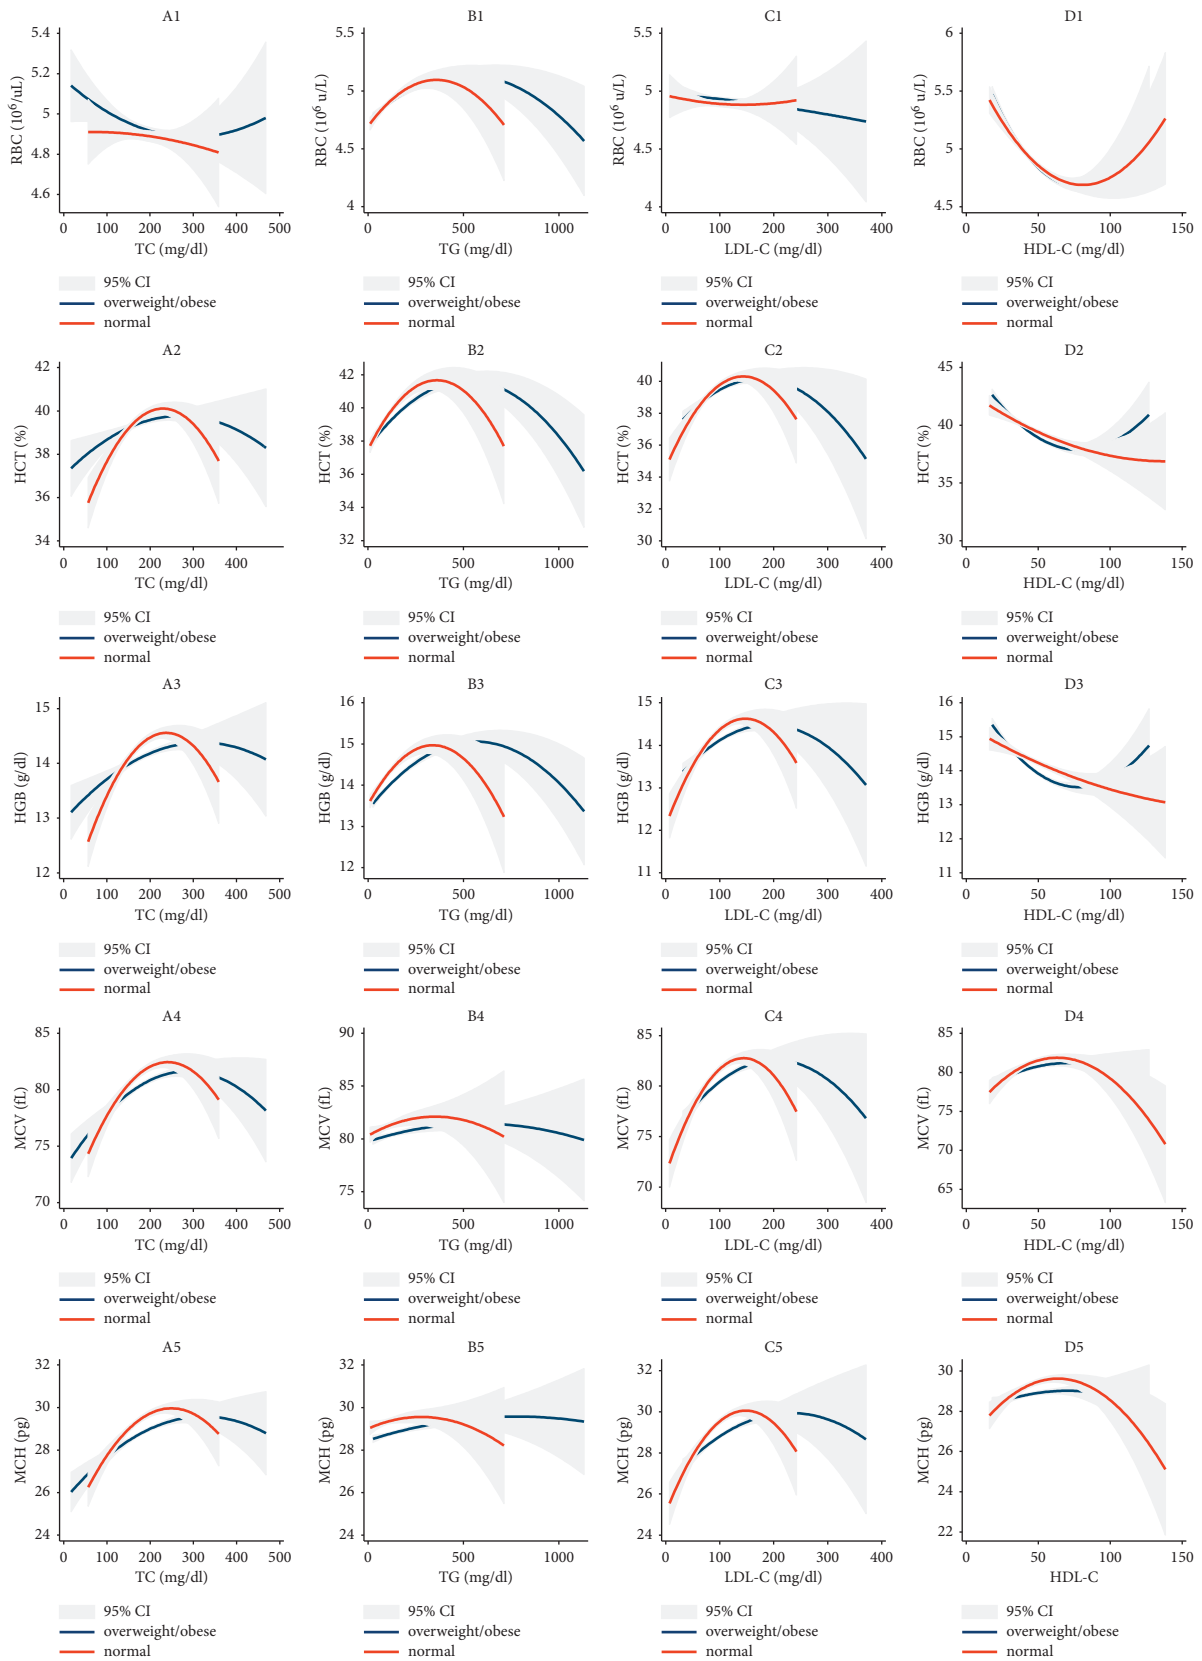 A1 B1 C1 D1
RBC (10⁶/uL) 5.4 5.2 5 4.8 4.6
RBC (10⁶ u/L) 5.5 5 4.5 4
RBC (10⁶ u/L) 5.5 5 4.5 4
RBC (10⁶ u/L) 6 5.5 5 4.5
0 100 200 300 400 500 0 500 1000 0 100 200 300 400 0 50 100 150
TC (mg/dl) TG (mg/dl) LDL-C (mg/dl) HDL-C (mg/dl)
95% CI 95% CI 95% CI 95% CI
overweight/obese overweight/obese overweight/obese overweight/obese
normal normal normal normal
A2 B2 C2 D2
HCT (%) 42 40 38 36 34
HCT (%) 42 40 38 36 34 32
HCT (%) 40 38 36 34 32 30
HCT (%) 45 40 35 30
0 100 200 300 400 500 0 500 1000 0 100 200 300 400 0 50 100 150
TC (mg/dl) TG (mg/dl) LDL-C (mg/dl) HDL-C (mg/dl)
95% CI 95% CI 95% CI 95% CI
overweight/obese overweight/obese overweight/obese overweight/obese
normal normal normal normal
A3 B3 C3 D3
HGB (g/dl) 15 14 13 12
HGB (g/dl) 16 15 14 13 12
HGB (g/dl) 15 14 13 12 11
HGB (g/dl) 16 15 14 13 12 11
0 100 200 300 400 500 0 500 1000 0 100 200 300 400 0 50 100 150
TC (mg/dl) TG (mg/dl) LDL-C (mg/dl) HDL-C (mg/dl)
95% CI 95% CI 95% CI 95% CI
overweight/obese overweight/obese overweight/obese overweight/obese
normal normal normal normal
A4 B4 C4 D4
MCV (fL) 85 80 75 70
MCV (fL) 90 85 80 75
MCV (fL) 85 80 75 70
MCV (fL) 85 80 75 70 65
0 100 200 300 400 500 0 500 1000 0 100 200 300 400 0 50 100 150
TC (mg/dl) TG (mg/dl) LDL-C (mg/dl) HDL-C (mg/dl)
95% CI 95% CI 95% CI 95% CI
overweight/obese overweight/obese overweight/obese overweight/obese
normal normal normal normal
A5 B5 C5 D5
MCH (pg) 32 30 28 26 24
MCH (pg) 32 30 28 26 24
MCH (pg) 32 30 28 26 24
MCH (pg) 30 28 26 24 22
0 100 200 300 400 500 0 500 1000 0 100 200 300 400 0 50 100 150
TC (mg/dl) TG (mg/dl) LDL-C (mg/dl) HDL-C
95% CI 95% CI 95% CI 95% CI
overweight/obese overweight/obese overweight/obese overweight/obese
normal normal normal normal